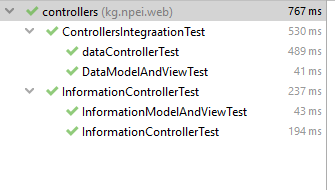 controllers (kg.npei.web) 767 ms
ControllersIntegraationTest 530 ms
dataControllerTest 489 ms
DataModelAndViewTest 41 ms
InformationControllerTest 237 ms
InformationModelAndViewTest 43 ms
InformationControllerTest 194 ms